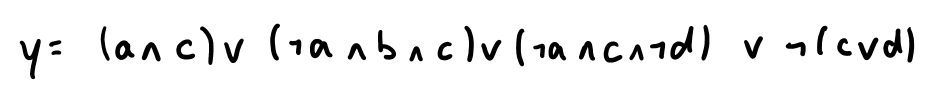 y = (a ∧ c) ∨ (¬a ∧ b ∧ c) ∨ (¬a ∧ c ∧ ¬d) ∨ ¬(c ∨ d)